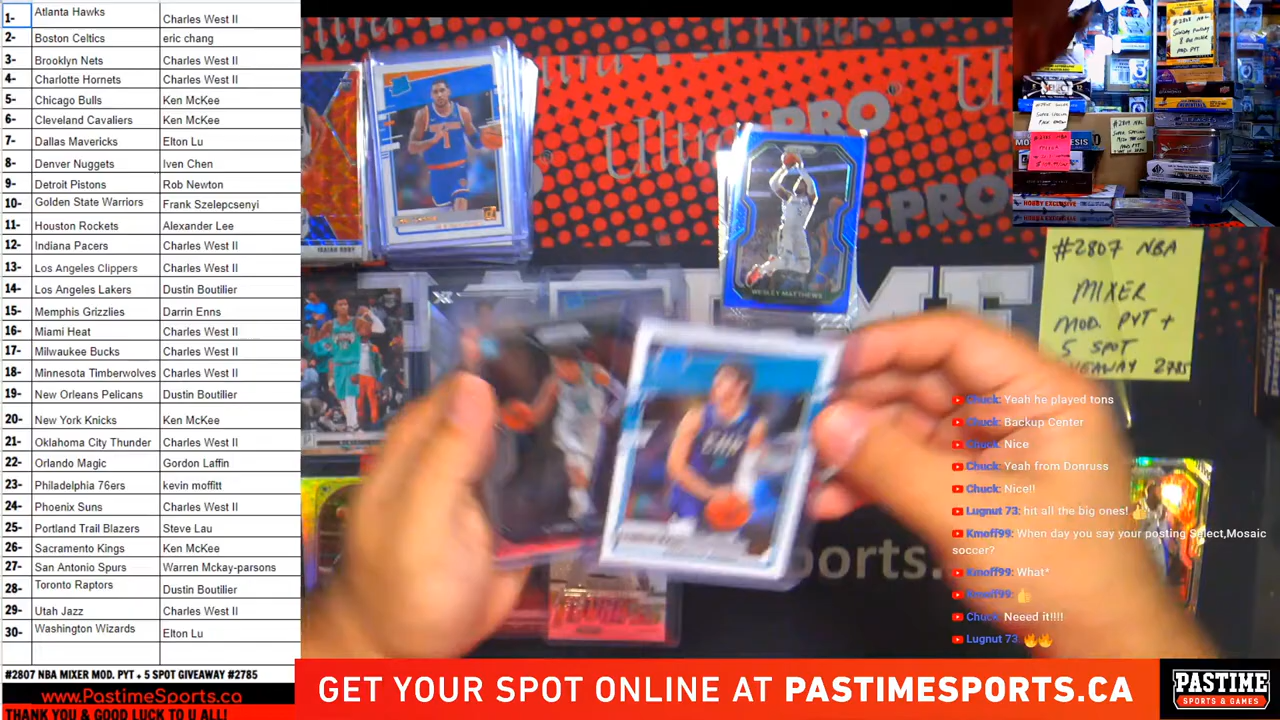 1- Atlanta Hawks Charles West II
2- Boston Celtics eric chang
3- Brooklyn Nets Charles West II
4- Charlotte Hornets Charles West II
5- Chicago Bulls Ken McKee
6- Cleveland Cavaliers Ken McKee
7- Dallas Mavericks Elton Lu
8- Denver Nuggets Iven Chen
9- Detroit Pistons Rob Newton
10- Golden State Warriors Frank Szelepcsenyi
11- Houston Rockets Alexander Lee
12- Indiana Pacers Charles West II
13- Los Angeles Clippers Charles West II
14- Los Angeles Lakers Dustin Boutilier
15- Memphis Grizzlies Darrin Enns
16- Miami Heat Charles West II
17- Milwaukee Bucks Charles West II
18- Minnesota Timberwolves Charles West II
19- New Orleans Pelicans Dustin Boutilier
20- New York Knicks Ken McKee
21- Oklahoma City Thunder Charles West II
22- Orlando Magic Gordon Laffin
23- Philadelphia 76ers kevin moffitt
24- Phoenix Suns Charles West II
25- Portland Trail Blazers Steve Lau
26- Sacramento Kings Ken McKee
27- San Antonio Spurs Warren Mckay-parsons
28- Toronto Raptors Dustin Boutilier
29- Utah Jazz Charles West II
30- Washington Wizards Elton Lu
#2807 NBA MIXER MOD. PYT + 5 SPOT GIVEAWAY #2785
www.PastimeSports.ca
THANK YOU & GOOD LUCK TO U ALL!
PRO
WESLEY MATTHEWS
ISAIAH ROBY
#2807 NBA
MIXER
MOD. PYT +
5 SPOT
GIVEAWAY 2785
Chuck: Yeah he played tons
Chuck: Backup Center
Chuck: Nice
Chuck: Yeah from Donruss
Chuck: Nice!!
Lugnut 73: hit all the big ones!
Kmoff99: When day you say your posting Select,Mosaic
soccer?
Kmoff99: What*
Kmoff99: 👍
Chuck: Neeed it!!!!
Lugnut 73 🔥🔥
GET YOUR SPOT ONLINE AT PASTIMESPORTS.CA
PASTIME
SPORTS & GAMES